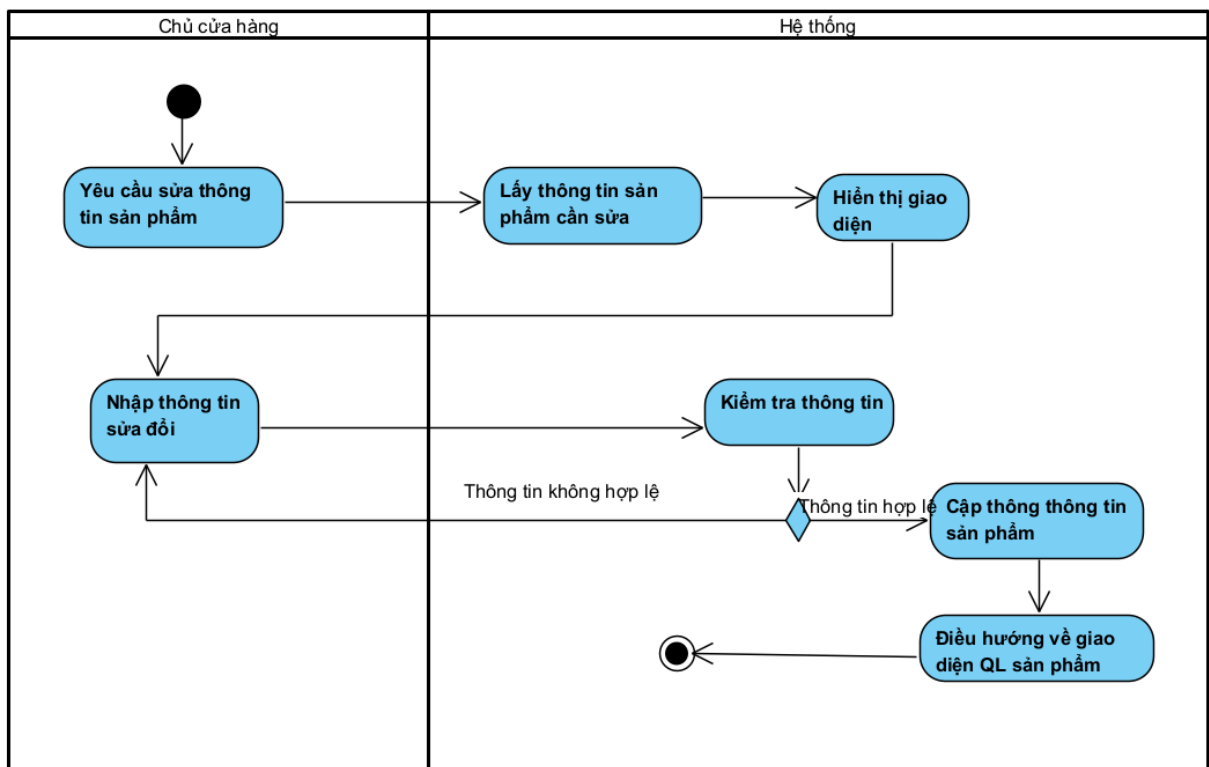 Chủ cửa hàng
Hệ thống
Yêu cầu sửa thông
tin sản phẩm
Lấy thông tin sản
phẩm cần sửa
Hiển thị giao
diện
Nhập thông tin
sửa đổi
Kiểm tra thông tin
Thông tin không hợp lệ
Thông tin hợp lệ
Cập thông thông tin
sản phẩm
Điều hướng về giao
diện QL sản phẩm